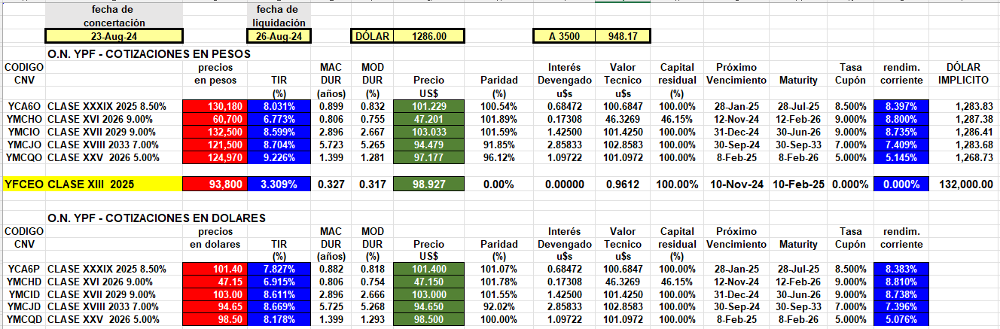 fecha de fecha de
concertación liquidación
23-Aug-24 26-Aug-24 DÓLAR 1286.00 A 3500 948.17
O.N. YPF - COTIZACIONES EN PESOS
CODIGO precios MAC MOD Interés Valor Capital Próximo Tasa rendim. DÓLAR
CNV en pesos TIR DUR DUR Precio Paridad Devengado Tecnico residual Vencimiento Maturity Cupón corriente IMPLICITO
(%) (años) (%) US$ (%) u$s u$s (%)
YCA6O CLASE XXXIX 2025 8.50% 130,180 8.031% 0.899 0.832 101.229 100.54% 0.68472 100.6847 100.00% 28-Jan-25 28-Jul-25 8.500% 8.397% 1,283.83
YMCHO CLASE XVI 2026 9.00% 60,700 6.773% 0.806 0.755 47.201 101.89% 0.17308 46.3269 46.15% 12-Nov-24 12-Feb-26 9.000% 8.800% 1,287.38
YMCIO CLASE XVII 2029 9.00% 132,500 8.599% 2.896 2.667 103.033 101.59% 1.42500 101.4250 100.00% 31-Dec-24 30-Jun-26 9.000% 8.735% 1,286.41
YMCJO CLASE XVIII 2033 7.00% 121,500 8.704% 5.723 5.265 94.479 91.85% 2.85833 102.8583 100.00% 30-Sep-24 30-Sep-33 7.000% 7.409% 1,283.68
YMCQO CLASE XXV 2026 5.00% 124,970 9.226% 1.399 1.281 97.177 96.12% 1.09722 101.0972 100.00% 8-Feb-25 8-Feb-26 5.000% 5.145% 1,268.73
YFCEO CLASE XIII 2025 93,800 3.309% 0.327 0.317 98.927 0.00% 0.00000 0.9612 100.00% 10-Nov-24 10-Feb-25 0.000% 0.000% 132,000.00
O.N. YPF - COTIZACIONES EN DOLARES
CODIGO precios MAC MOD Interés Valor Capital Próximo Tasa rendim.
CNV en dolares TIR DUR DUR Precio Paridad Devengado Tecnico residual Vencimiento Maturity Cupón corriente
(%) (años) (%) US$ (%) u$s u$s (%)
YCA6P CLASE XXXIX 2025 8.50% 101.40 7.827% 0.882 0.818 101.400 101.07% 0.68472 100.6847 100.00% 28-Jan-25 28-Jul-25 8.500% 8.383%
YMCHD CLASE XVI 2026 9.00% 47.15 6.915% 0.806 0.754 47.150 101.78% 0.17308 46.3269 46.15% 12-Nov-24 12-Feb-26 9.000% 8.810%
YMCID CLASE XVII 2029 9.00% 103.00 8.611% 2.896 2.666 103.000 101.55% 1.42500 101.4250 100.00% 31-Dec-24 30-Jun-26 9.000% 8.738%
YMCJD CLASE XVIII 2033 7.00% 94.65 8.669% 5.725 5.268 94.650 92.02% 2.85833 102.8583 100.00% 30-Sep-24 30-Sep-33 7.000% 7.396%
YMCQD CLASE XXV 2026 5.00% 98.50 8.178% 1.399 1.293 98.500 100.00% 1.09722 101.0972 100.00% 8-Feb-25 8-Feb-26 5.000% 5.076%